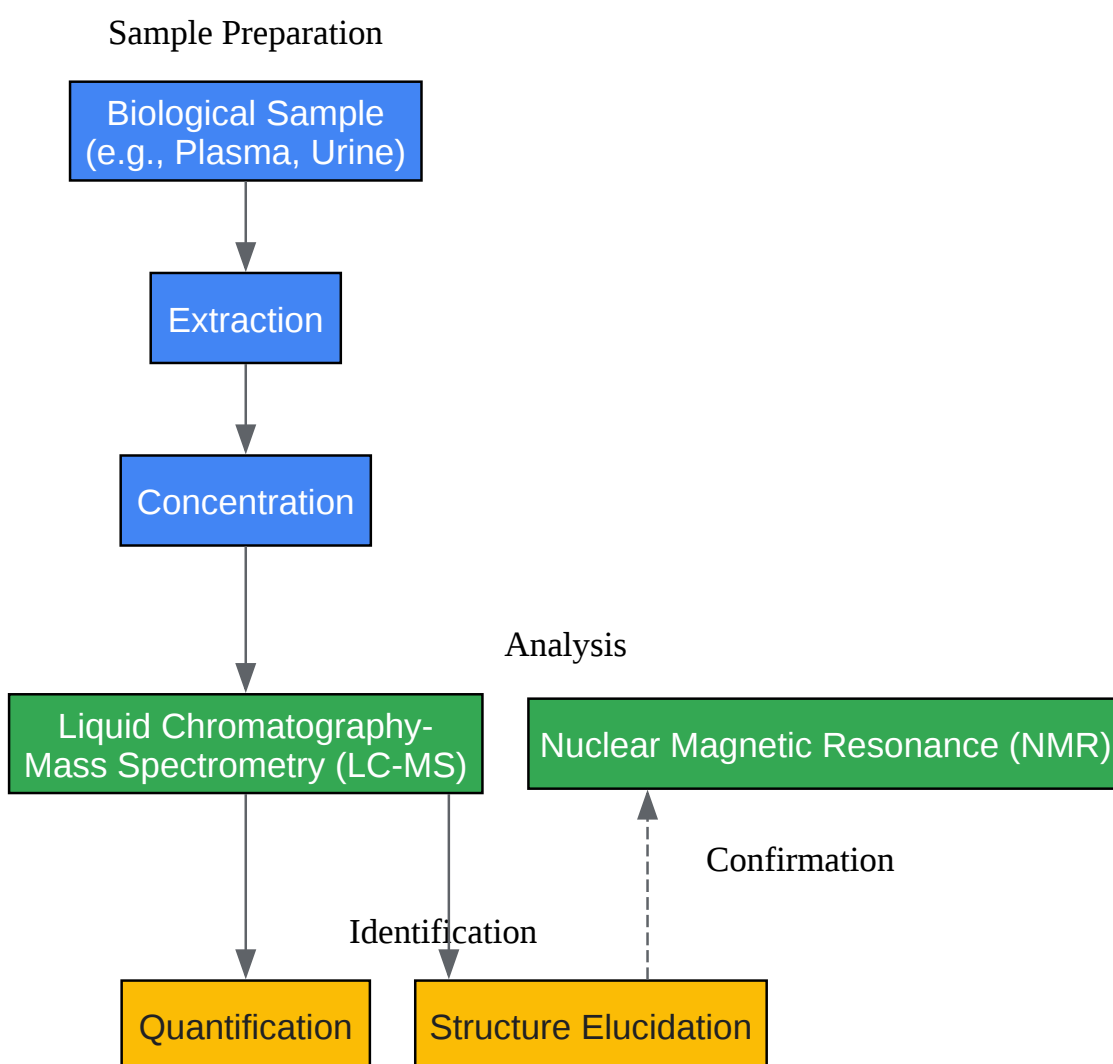 Sample Preparation
Biological Sample
(e.g., Plasma, Urine)
Extraction
Concentration
Analysis
Liquid Chromatography-
Mass Spectrometry (LC-MS)
Nuclear Magnetic Resonance (NMR)
Confirmation
Identification
Quantification
Structure Elucidation